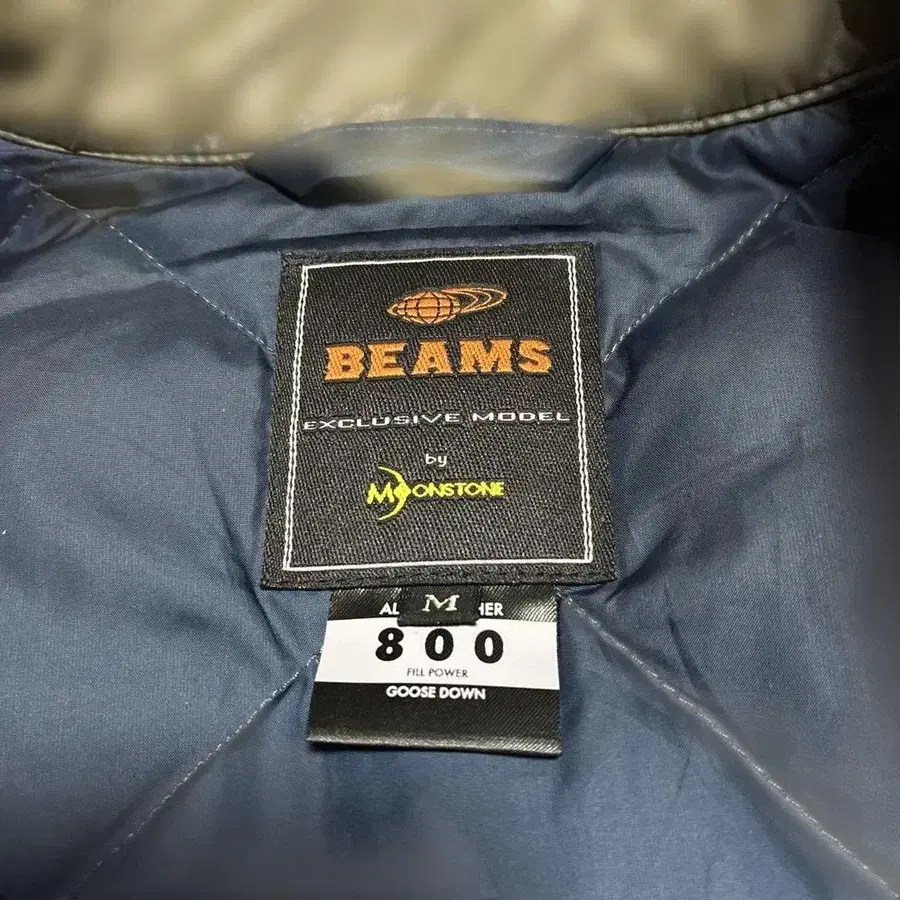 BEAMS
EXCLUSIVE MODEL
by
MOONSTONE
M
800
FILL POWER
GOOSE DOWN